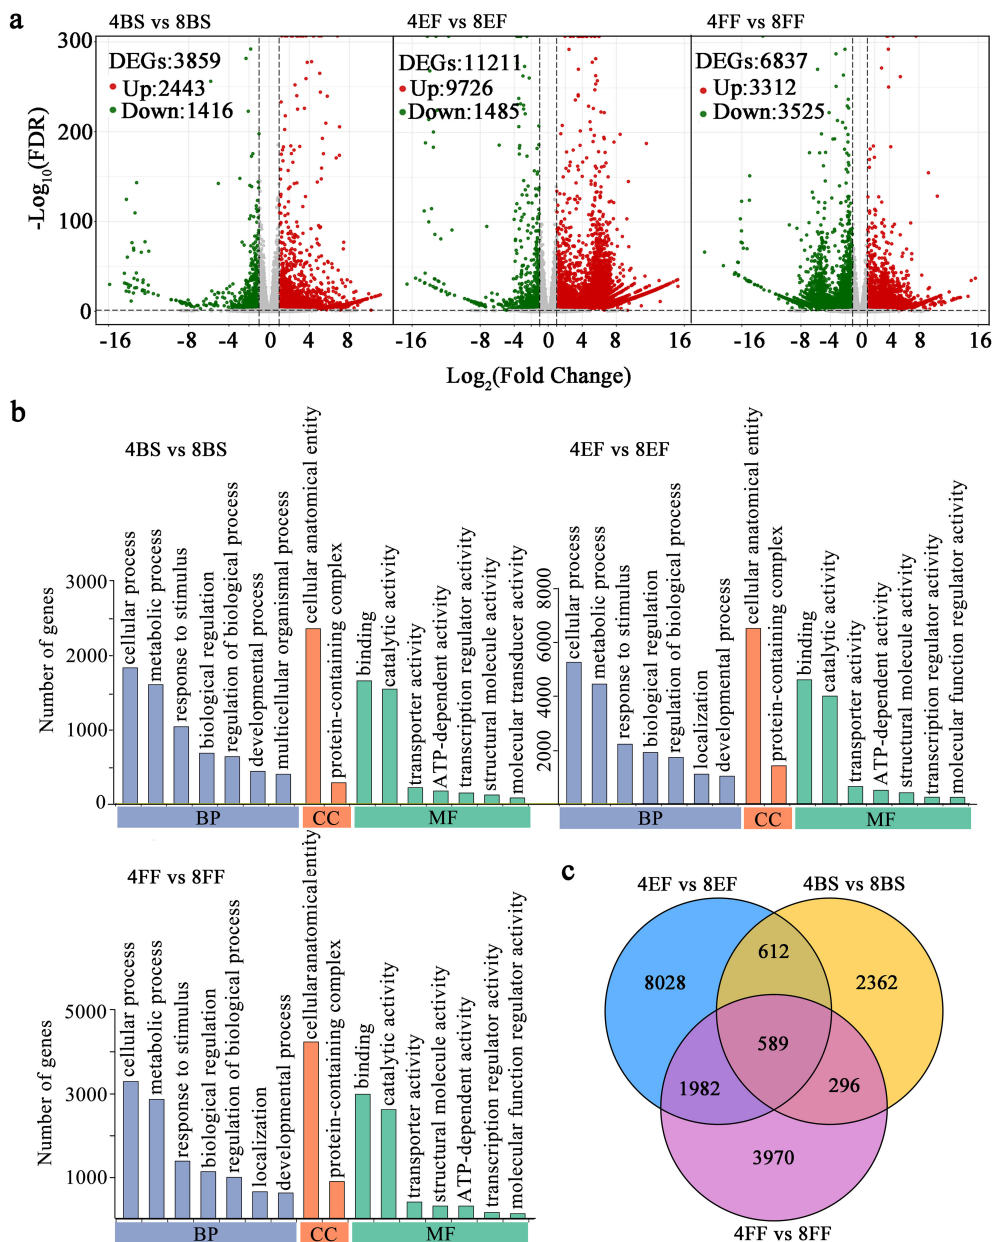 a
4BS vs 8BS
4EF vs 8EF
4FF vs 8FF
-Log10(FDR)
300
200
100
0
DEGs:3859
Up:2443
Down:1416
DEGs:11211
Up:9726
Down:1485
DEGs:6837
Up:3312
Down:3525
-16 -8 -4 0 4 8
-16 -8 -4 0 4 8 16
-16 -8 -4 0 4 8 16
Log2(Fold Change)
b
4BS vs 8BS
Number of genes
3000
2000
1000
0
cellular process
metabolic process
response to stimulus
biological regulation
regulation of biological process
developmental process
multicellular organismal process
cellular anatomical entity
protein-containing complex
binding
catalytic activity
transporter activity
ATP-dependent activity
transcription regulator activity
structural molecule activity
molecular transducer activity
BP
CC
MF
4EF vs 8EF
8000
6000
4000
2000
cellular process
metabolic process
response to stimulus
biological regulation
regulation of biological process
localization
developmental process
cellular anatomical entity
protein-containing complex
binding
catalytic activity
transporter activity
ATP-dependent activity
structural molecule activity
transcription regulator activity
molecular function regulator activity
BP
CC
MF
4FF vs 8FF
Number of genes
5000
3000
1000
cellular process
metabolic process
response to stimulus
biological regulation
regulation of biological process
localization
developmental process
cellularanatomicalentity
protein-containing complex
binding
catalytic activity
transporter activity
structural molecule activity
ATP-dependent activity
transcription regulator activity
molecular function regulator activity
BP
CC
MF
c
4EF vs 8EF
4BS vs 8BS
612
8028
2362
589
1982
296
3970
4FF vs 8FF